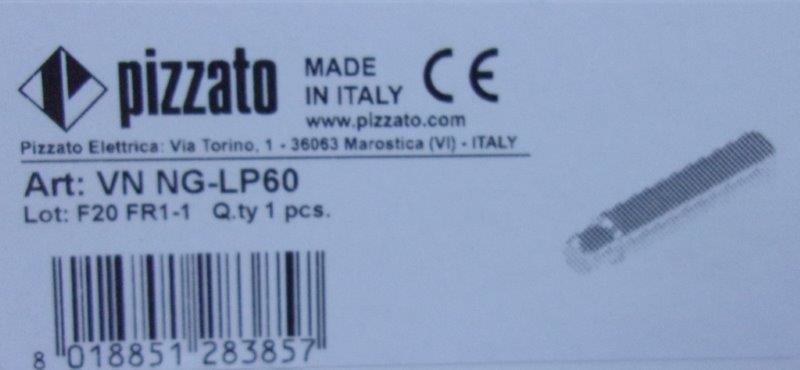 pizzato
MADE
IN ITALY
CE
www.pizzato.com
Pizzato Elettrica: Via Torino, 1 - 36063 Marostica (VI) - ITALY
Art: VN NG-LP60
Lot: F20 FR1-1 Q.ty 1 pcs.
8 018851 283857